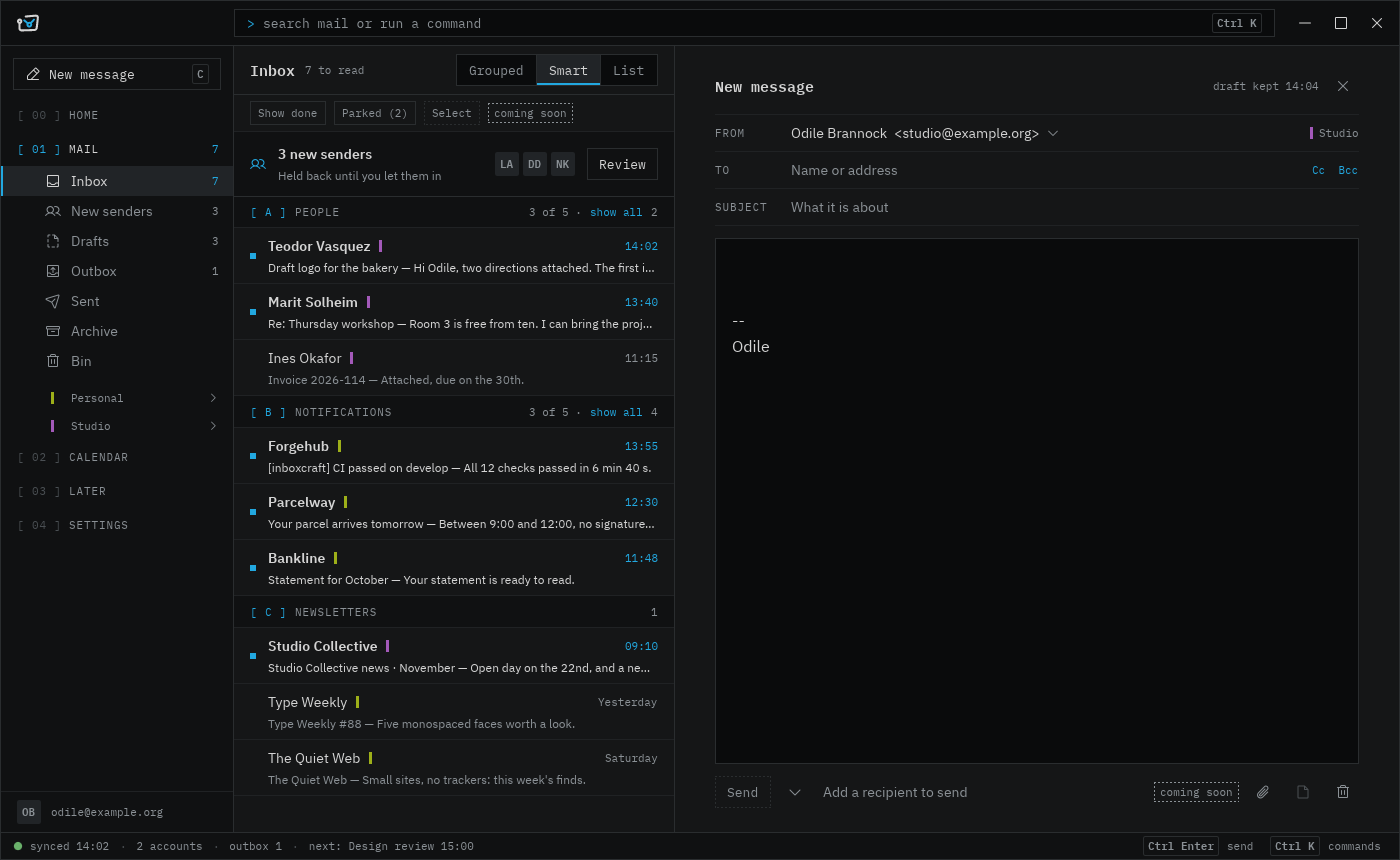 > search mail or run a command Ctrl K
New message C
[ 00 ] HOME
[ 01 ] MAIL 7
Inbox 7
New senders 3
Drafts 3
Outbox 1
Sent
Archive
Bin
Personal
Studio
[ 02 ] CALENDAR
[ 03 ] LATER
[ 04 ] SETTINGS
OB odile@example.org
Inbox 7 to read Grouped Smart List
Show done Parked (2) Select coming soon
3 new senders
Held back until you let them in
LA DD NK Review
[ A ] PEOPLE 3 of 5 · show all 2
Teodor Vasquez 14:02
Draft logo for the bakery — Hi Odile, two directions attached. The first i…
Marit Solheim 13:40
Re: Thursday workshop — Room 3 is free from ten. I can bring the proj…
Ines Okafor 11:15
Invoice 2026-114 — Attached, due on the 30th.
[ B ] NOTIFICATIONS 3 of 5 · show all 4
Forgehub 13:55
[inboxcraft] CI passed on develop — All 12 checks passed in 6 min 40 s.
Parcelway 12:30
Your parcel arrives tomorrow — Between 9:00 and 12:00, no signature…
Bankline 11:48
Statement for October — Your statement is ready to read.
[ C ] NEWSLETTERS 1
Studio Collective 09:10
Studio Collective news · November — Open day on the 22nd, and a ne…
Type Weekly Yesterday
Type Weekly #88 — Five monospaced faces worth a look.
The Quiet Web Saturday
The Quiet Web — Small sites, no trackers: this week's finds.
New message draft kept 14:04
FROM Odile Brannock <studio@example.org> Studio
TO Name or address Cc Bcc
SUBJECT What it is about
--
Odile
Send Add a recipient to send coming soon
synced 14:02 · 2 accounts · outbox 1 · next: Design review 15:00
Ctrl Enter send Ctrl K commands